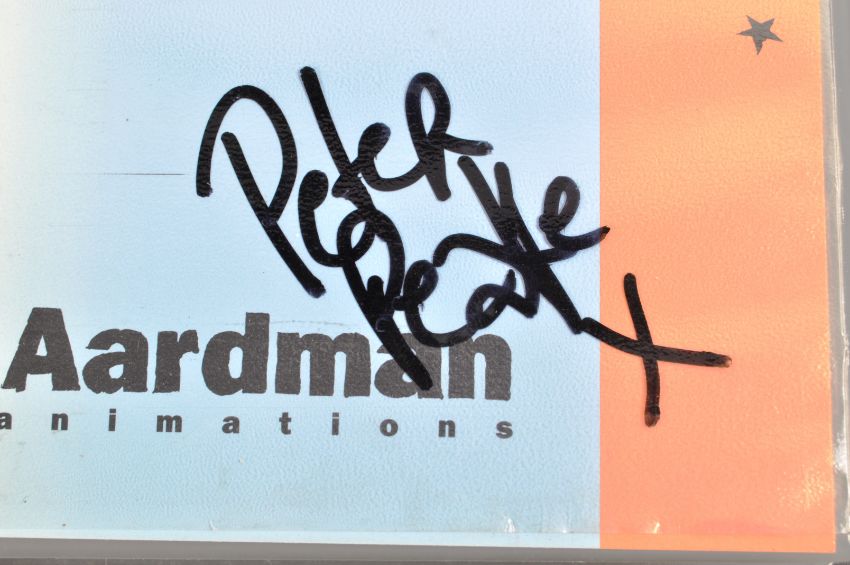 Peter
Peake x
Aardman
animations